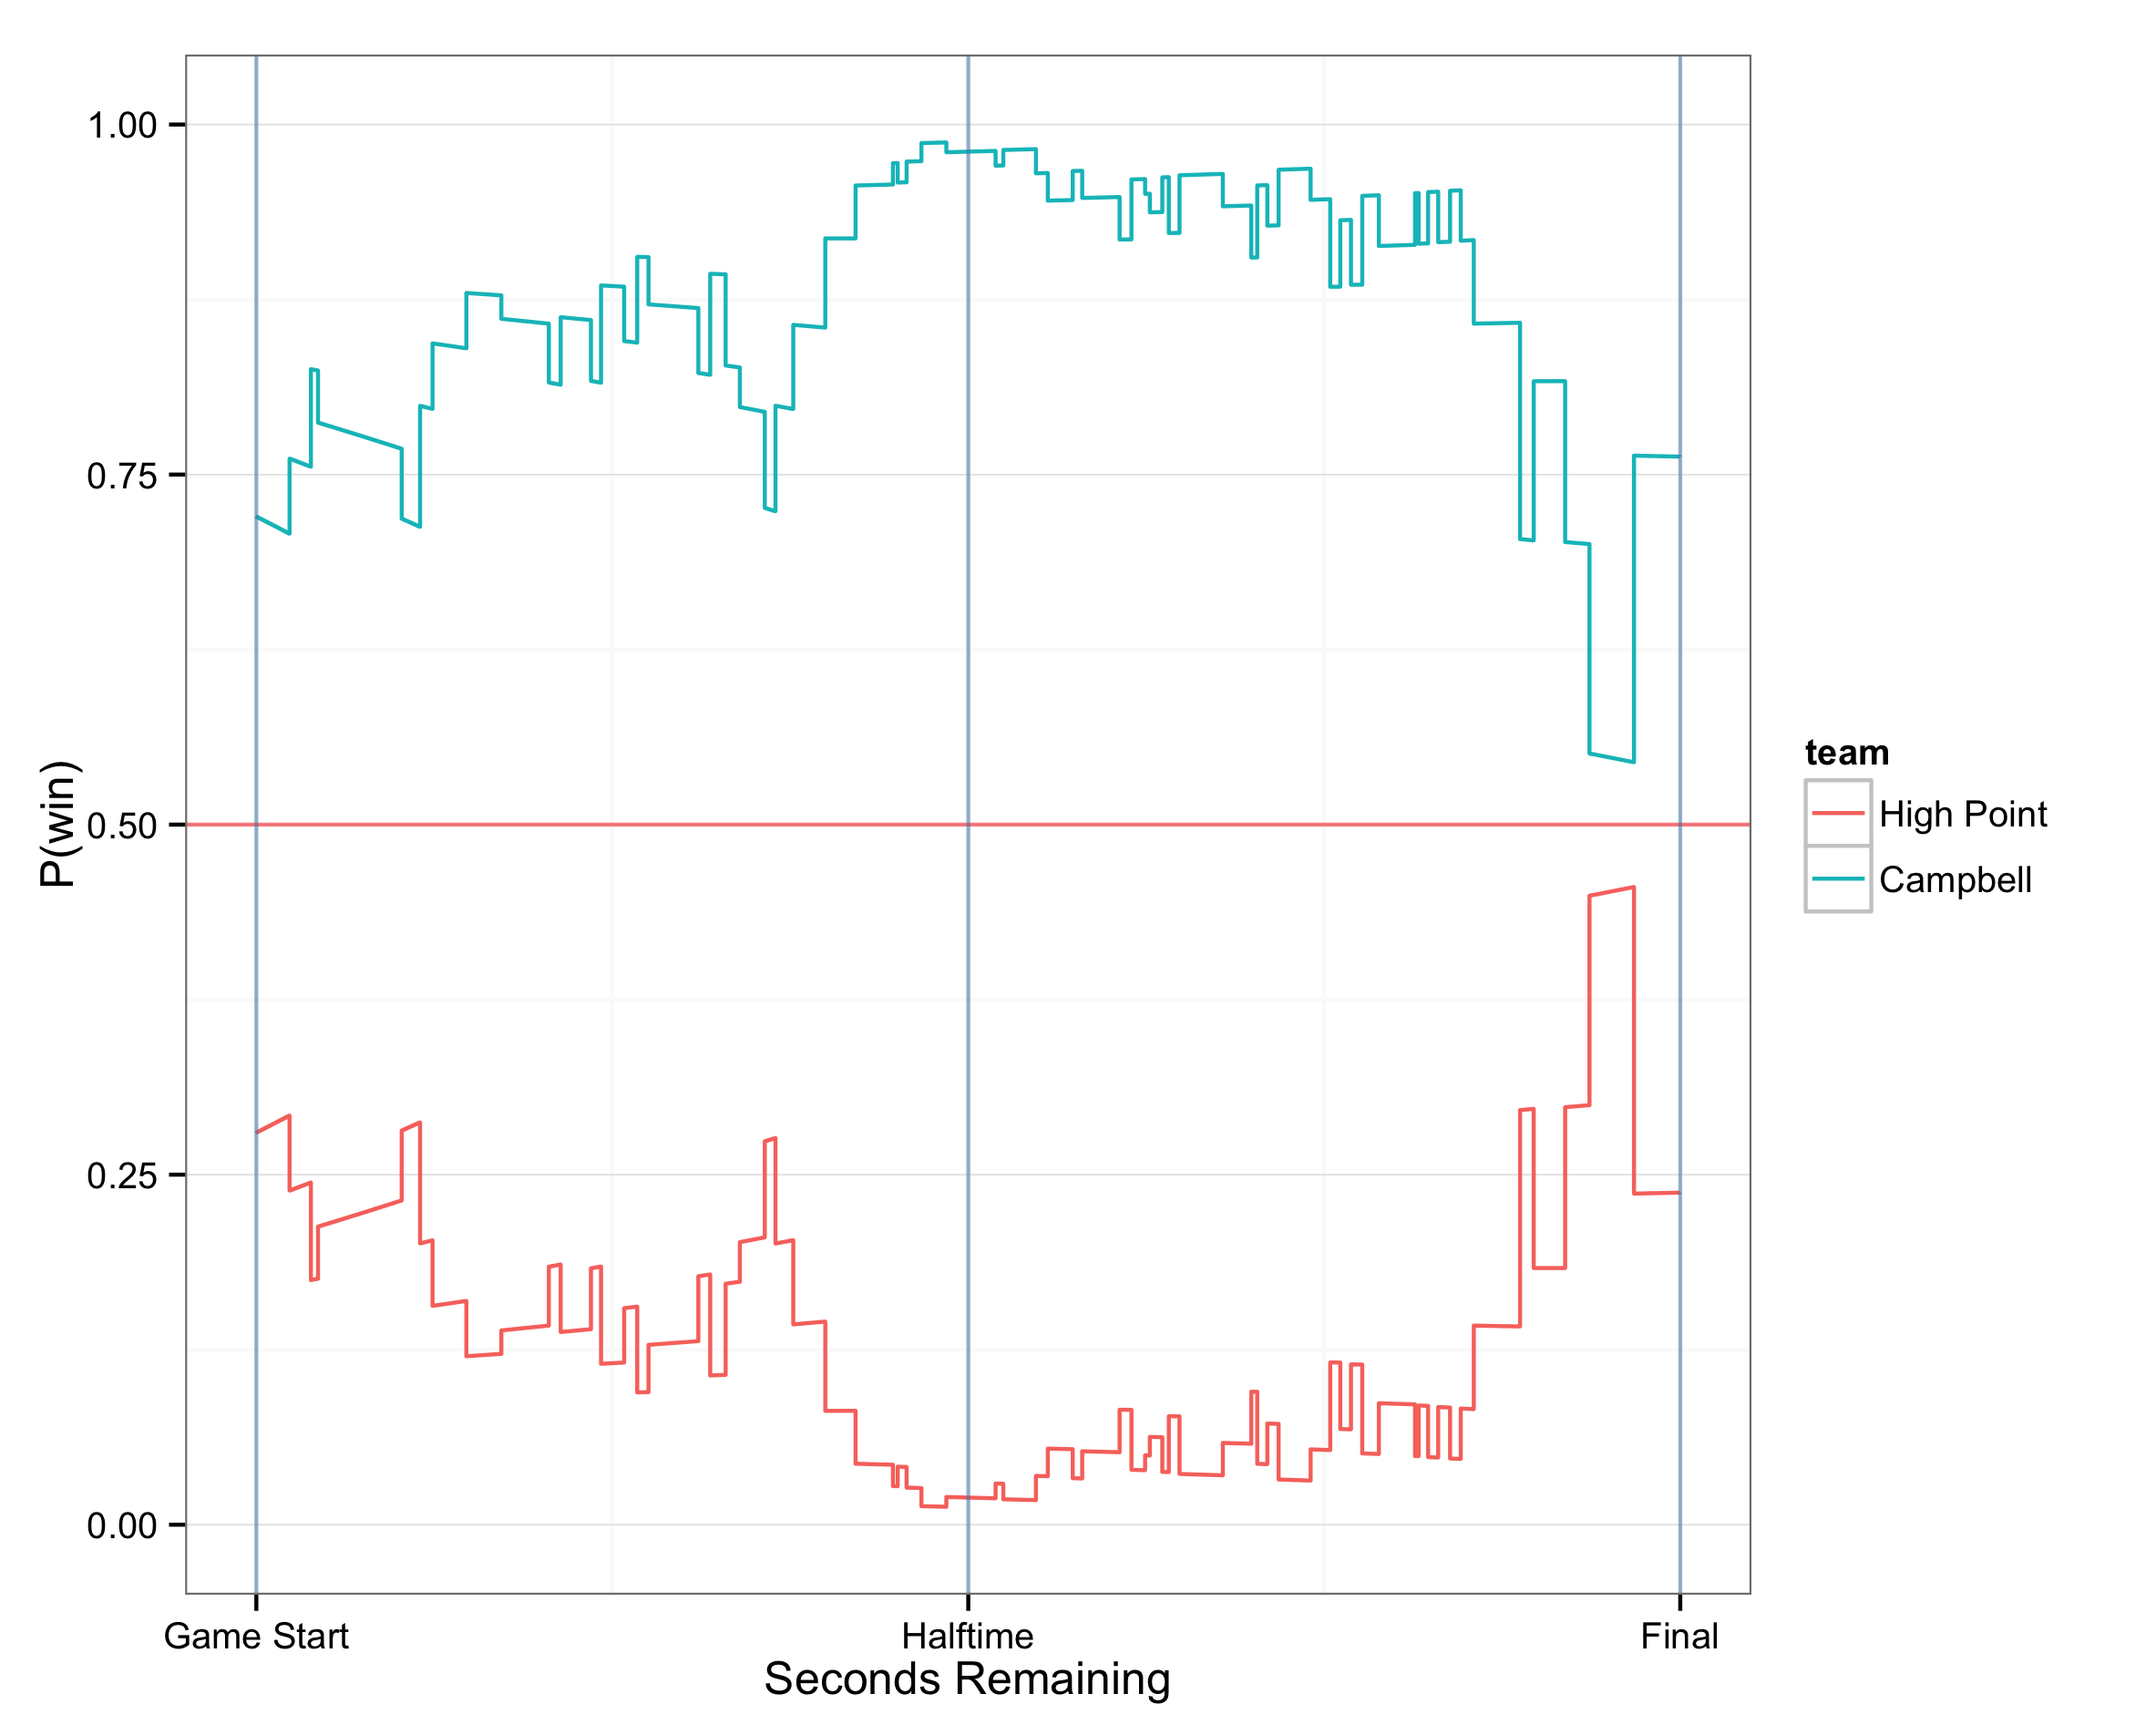 1.00
0.75
0.50
0.25
0.00
P(win)
Game Start
Halftime
Final
Seconds Remaining
team
High Point
Campbell